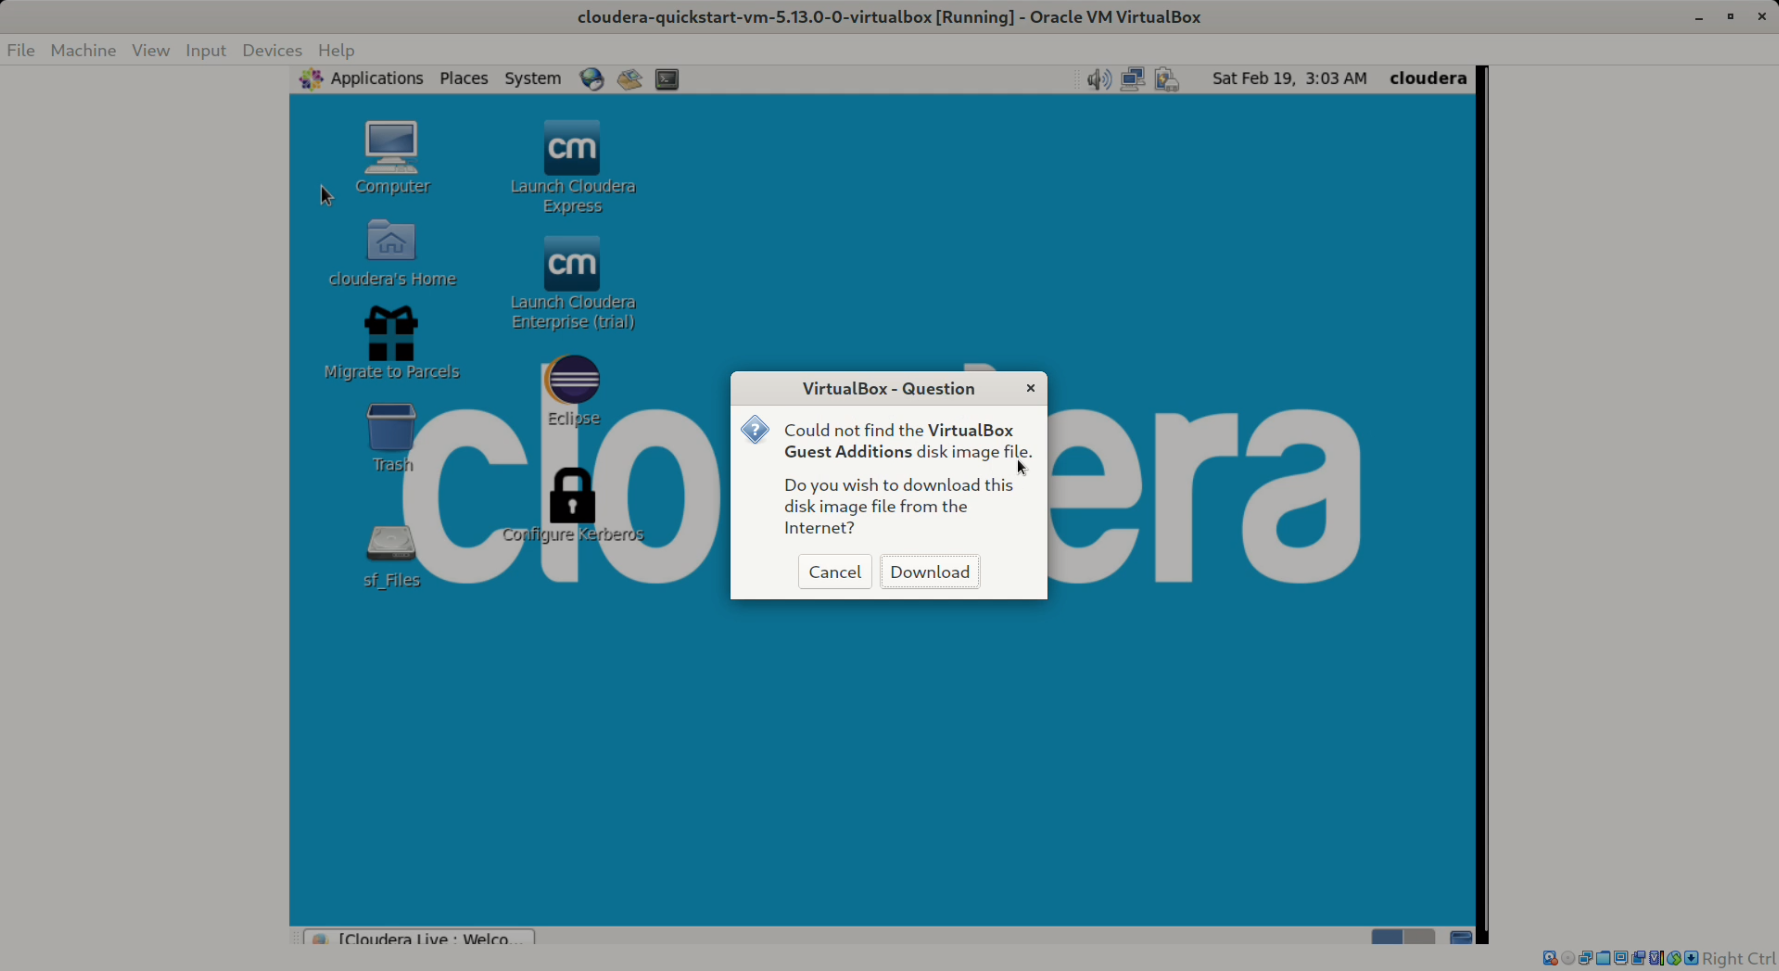 cloudera-quickstart-vm-5.13.0-0-virtualbox [Running] - Oracle VM VirtualBox
File Machine View Input Devices Help
Applications Places System Sat Feb 19, 3:03 AM cloudera
Computer
Launch Cloudera
Express
cloudera's Home
Launch Cloudera
Enterprise (trial)
Migrate to Parcels
Eclipse
Trash
Configure Kerberos
sf_Files
cm
cm
cloudera
VirtualBox - Question
Could not find the VirtualBox
Guest Additions disk image file.
Do you wish to download this
disk image file from the
Internet?
Cancel Download
[Cloudera Live : Welco...
Right Ctrl